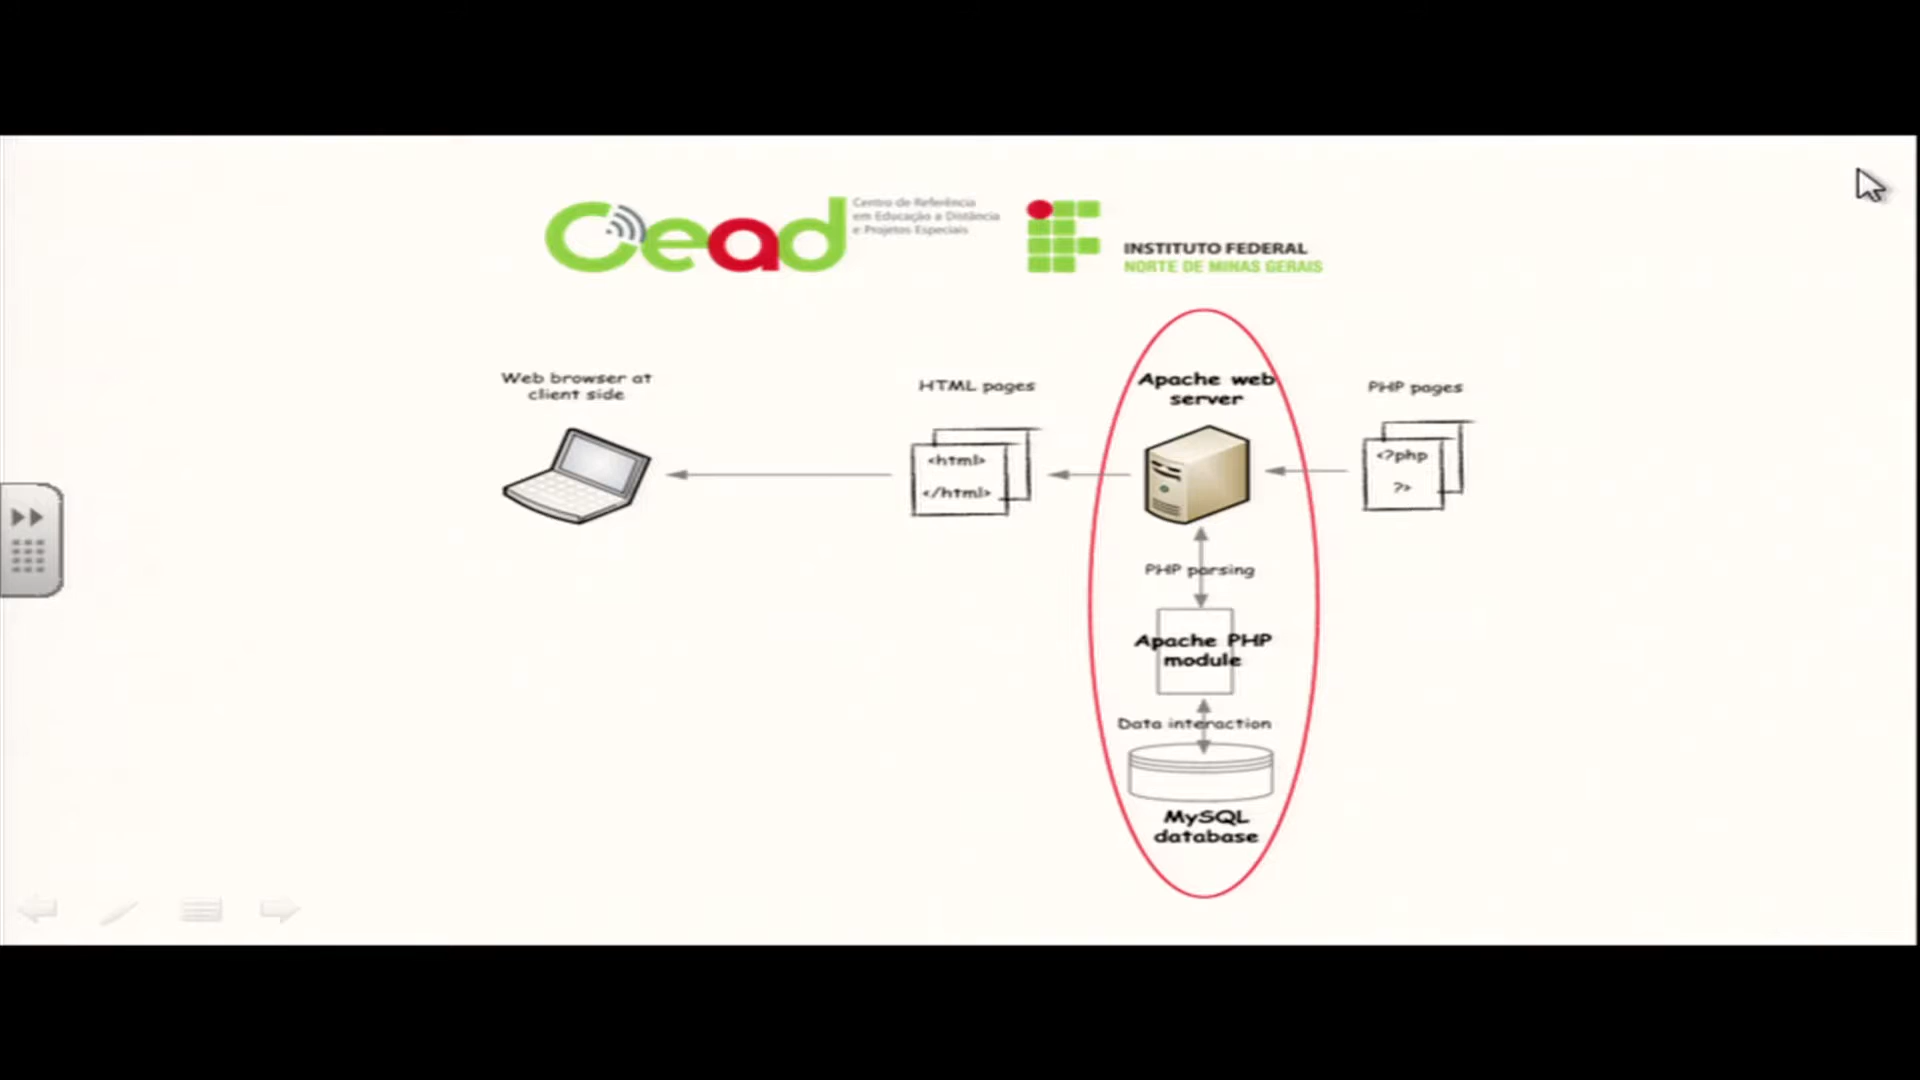 Cead
Centro de Referência
em Educação a Distância
e Projetos Especiais
INSTITUTO FEDERAL
NORTE DE MINAS GERAIS
Web browser at
client side
HTML pages
<html>
</html>
Apache web
server
PHP pages
<?php
?>
PHP parsing
Apache PHP
module
Data interaction
MySQL
database